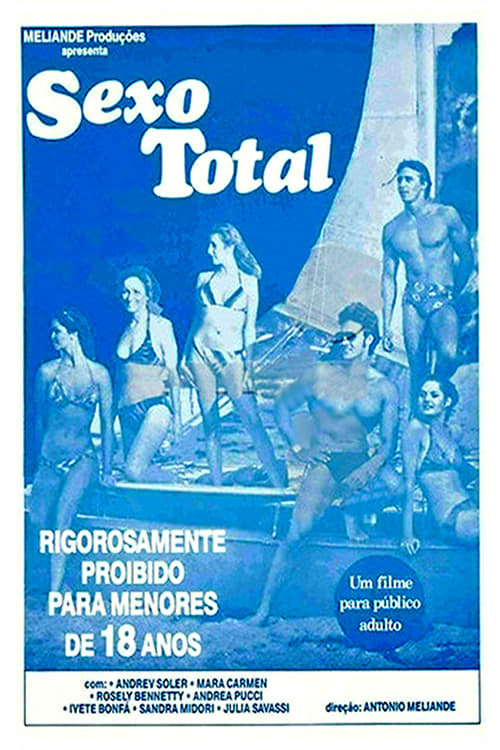 MELIANDE Produções
apresenta
Sexo
Total
RIGOROSAMENTE
PROIBIDO
PARA MENORES
DE 18 ANOS
Um filme
para público
adulto
com: • ANDREV SOLER • MARA CARMEN
• ROSELY BENNETTY • ANDREA PUCCI
• IVETE BONFÁ • SANDRA MIDORI • JULIA SAVASSI
direção: ANTONIO MELIANDE